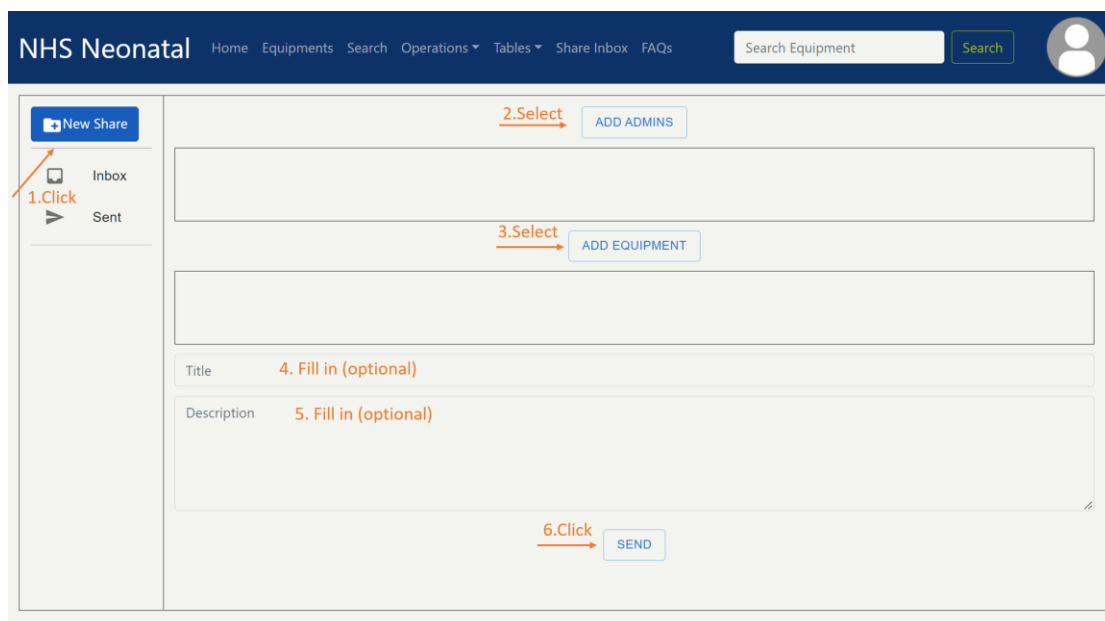 NHS Neonatal Home Equipments Search Operations Tables Share Inbox FAQs Search Equipment Search
New Share
Inbox
Sent
1.Click
2.Select ADD ADMINS
3.Select ADD EQUIPMENT
Title 4. Fill in (optional)
Description 5. Fill in (optional)
6.Click SEND